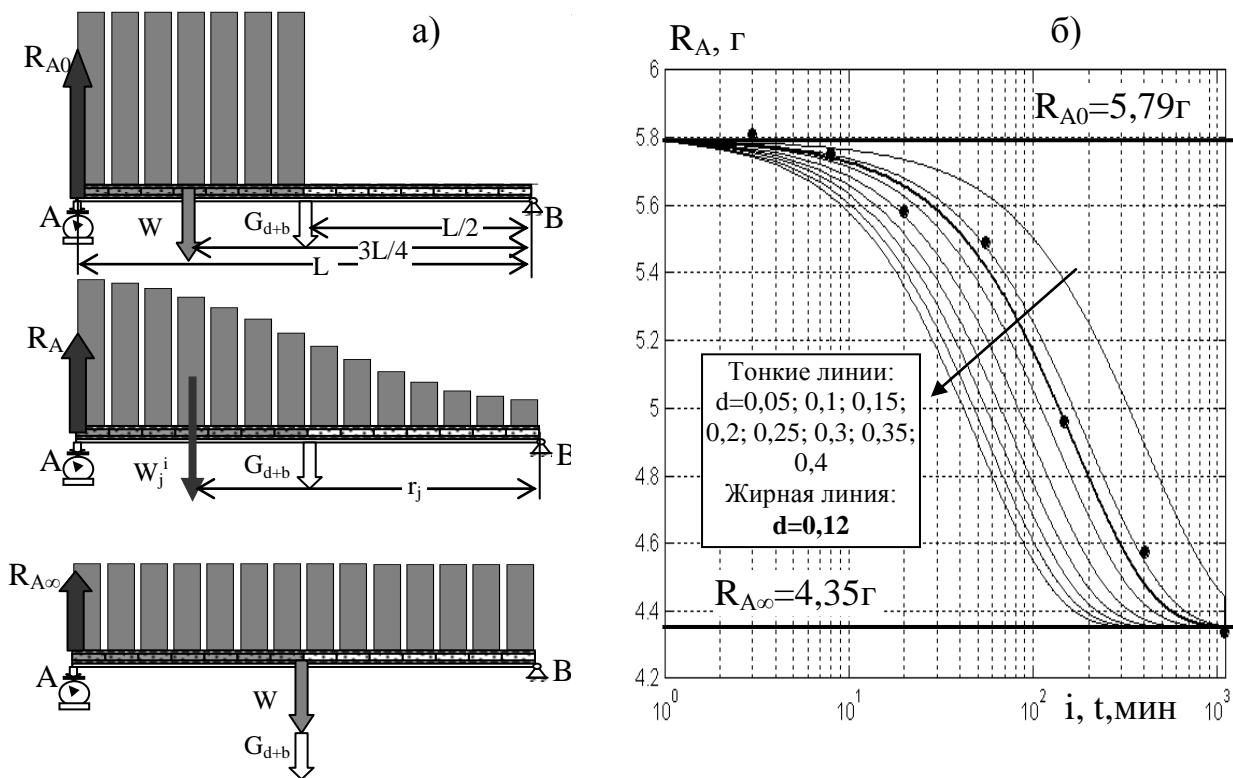 а)
R_A0
A
W
G_d+b
L/2
3L/4
L
B
R_A
A
W_j^i
G_d+b
r_j
B
R_A∞
A
W
G_d+b
B
б)
R_A, г
R_A0=5,79г
6
5.8
5.6
5.4
5.2
5
4.8
4.6
4.4
4.2
Тонкие линии:
d=0,05; 0,1; 0,15;
0,2; 0,25; 0,3; 0,35;
0,4
Жирная линия:
d=0,12
R_A∞=4,35г
10^0
10^1
10^2
i, t,мин
10^3